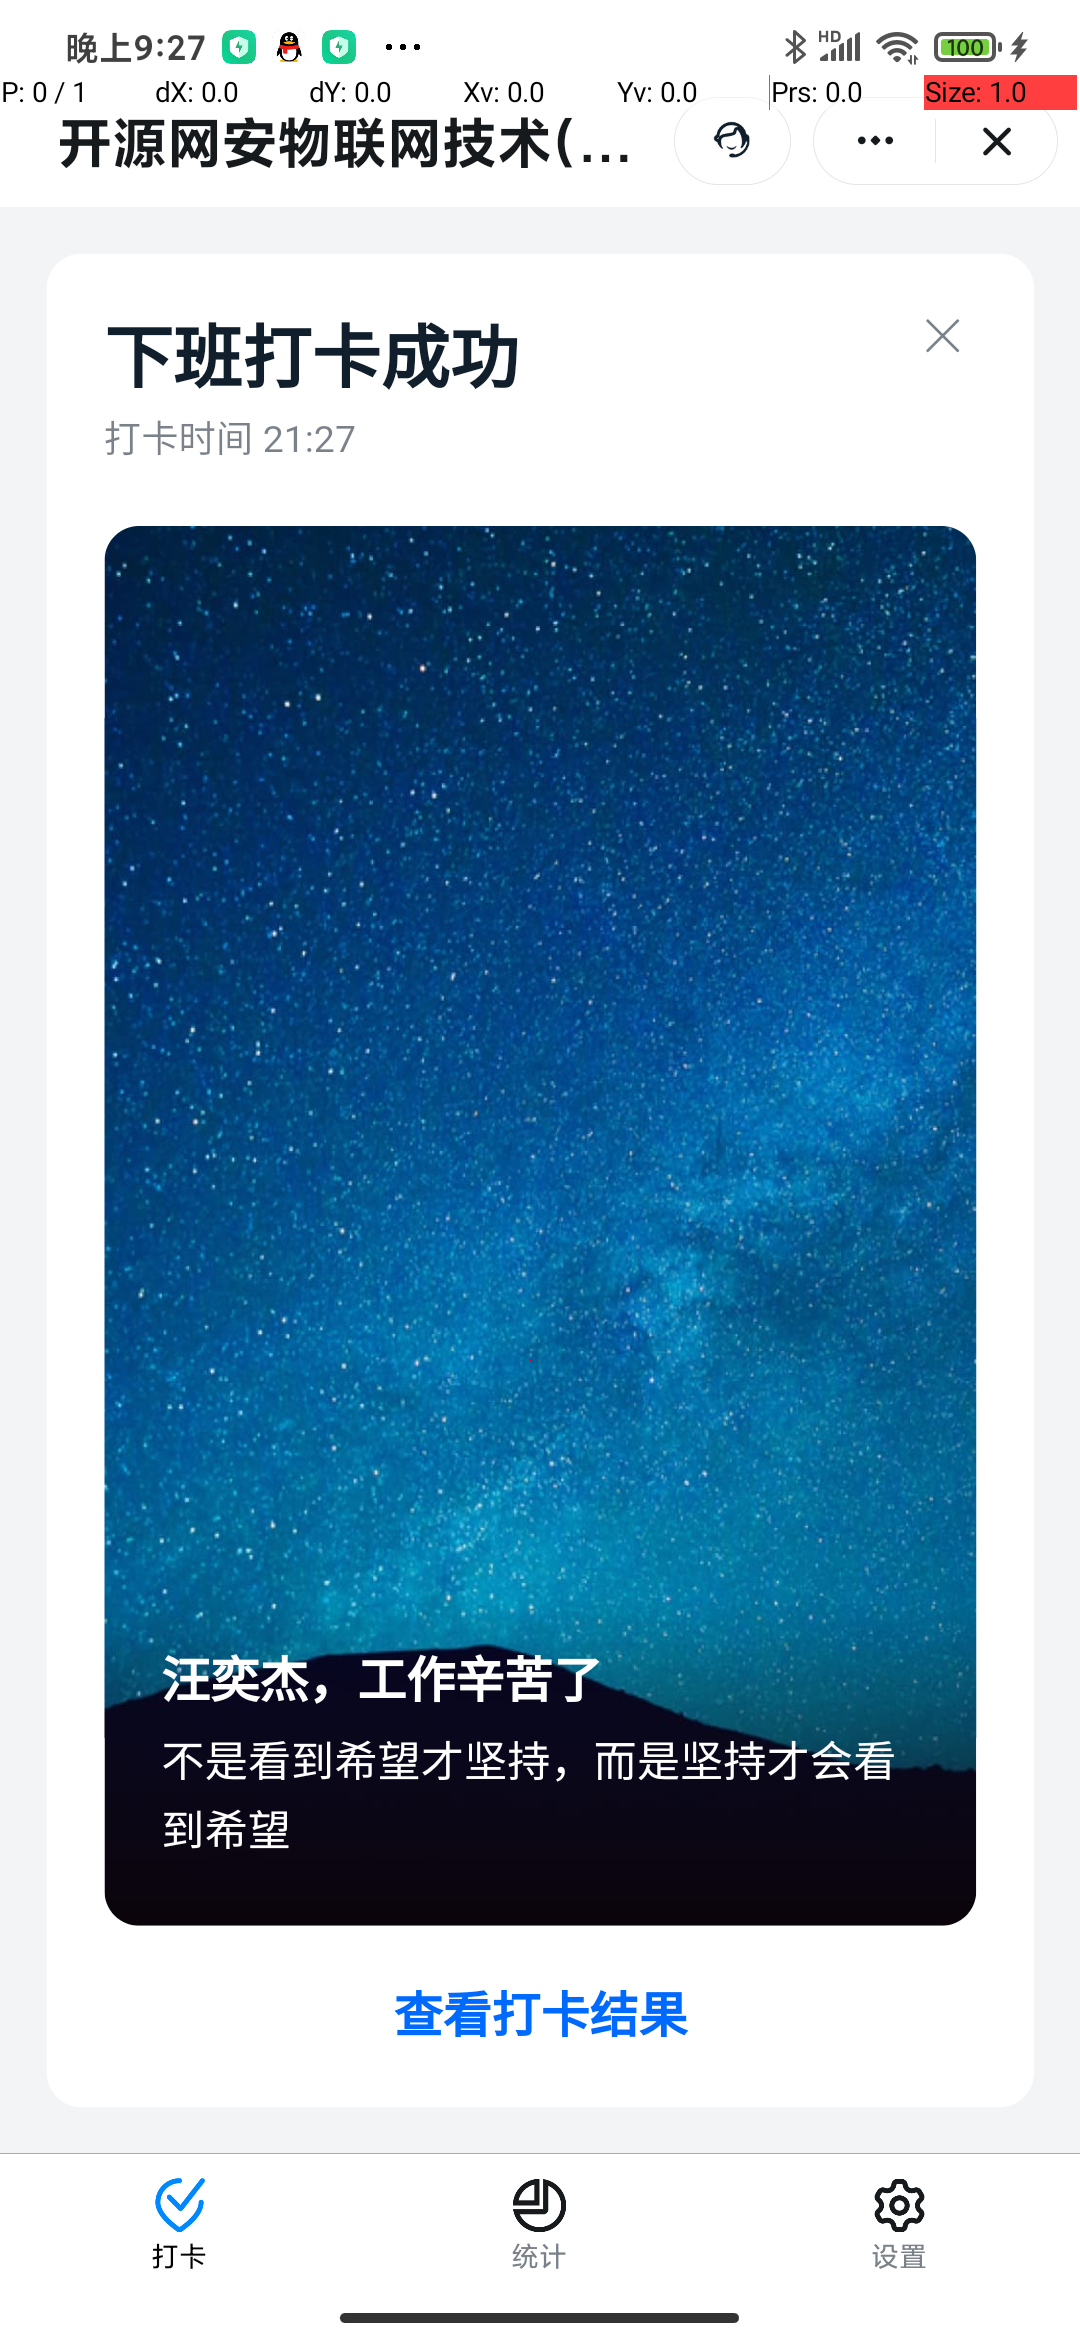 晚上9:27
HD
100
P: 0 / 1 dX: 0.0 dY: 0.0 Xv: 0.0 Yv: 0.0 Prs: 0.0 Size: 1.0
开源网安物联网技术(...
下班打卡成功
打卡时间 21:27
汪奕杰，工作辛苦了
不是看到希望才坚持，而是坚持才会看
到希望
查看打卡结果
打卡 统计 设置